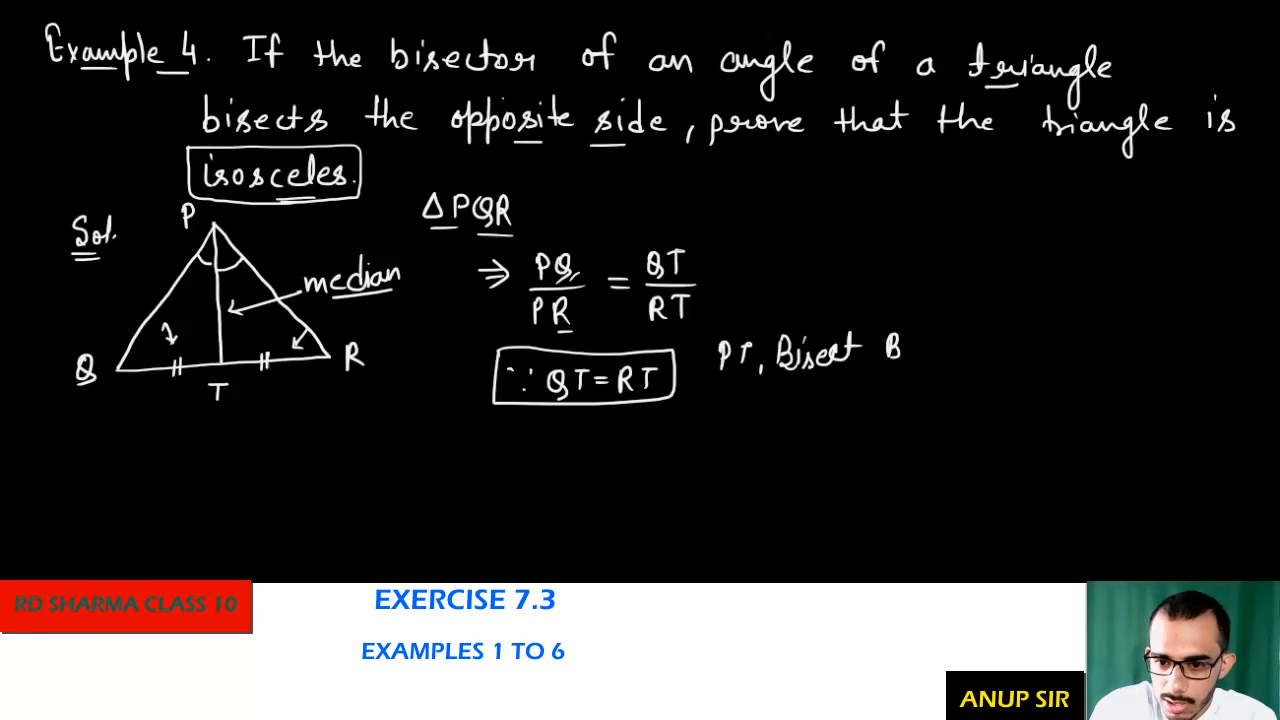 Example 4. If the bisector of an angle of a triangle
bisects the opposite side, prove that the triangle is
isosceles.
Sol.
P
median
Q
T
R
Δ PQR
⇒ PQ/PR = QT/RT
∵ QT = RT
PT, Bisect B
RD SHARMA CLASS 10
EXERCISE 7.3
EXAMPLES 1 TO 6
ANUP SIR